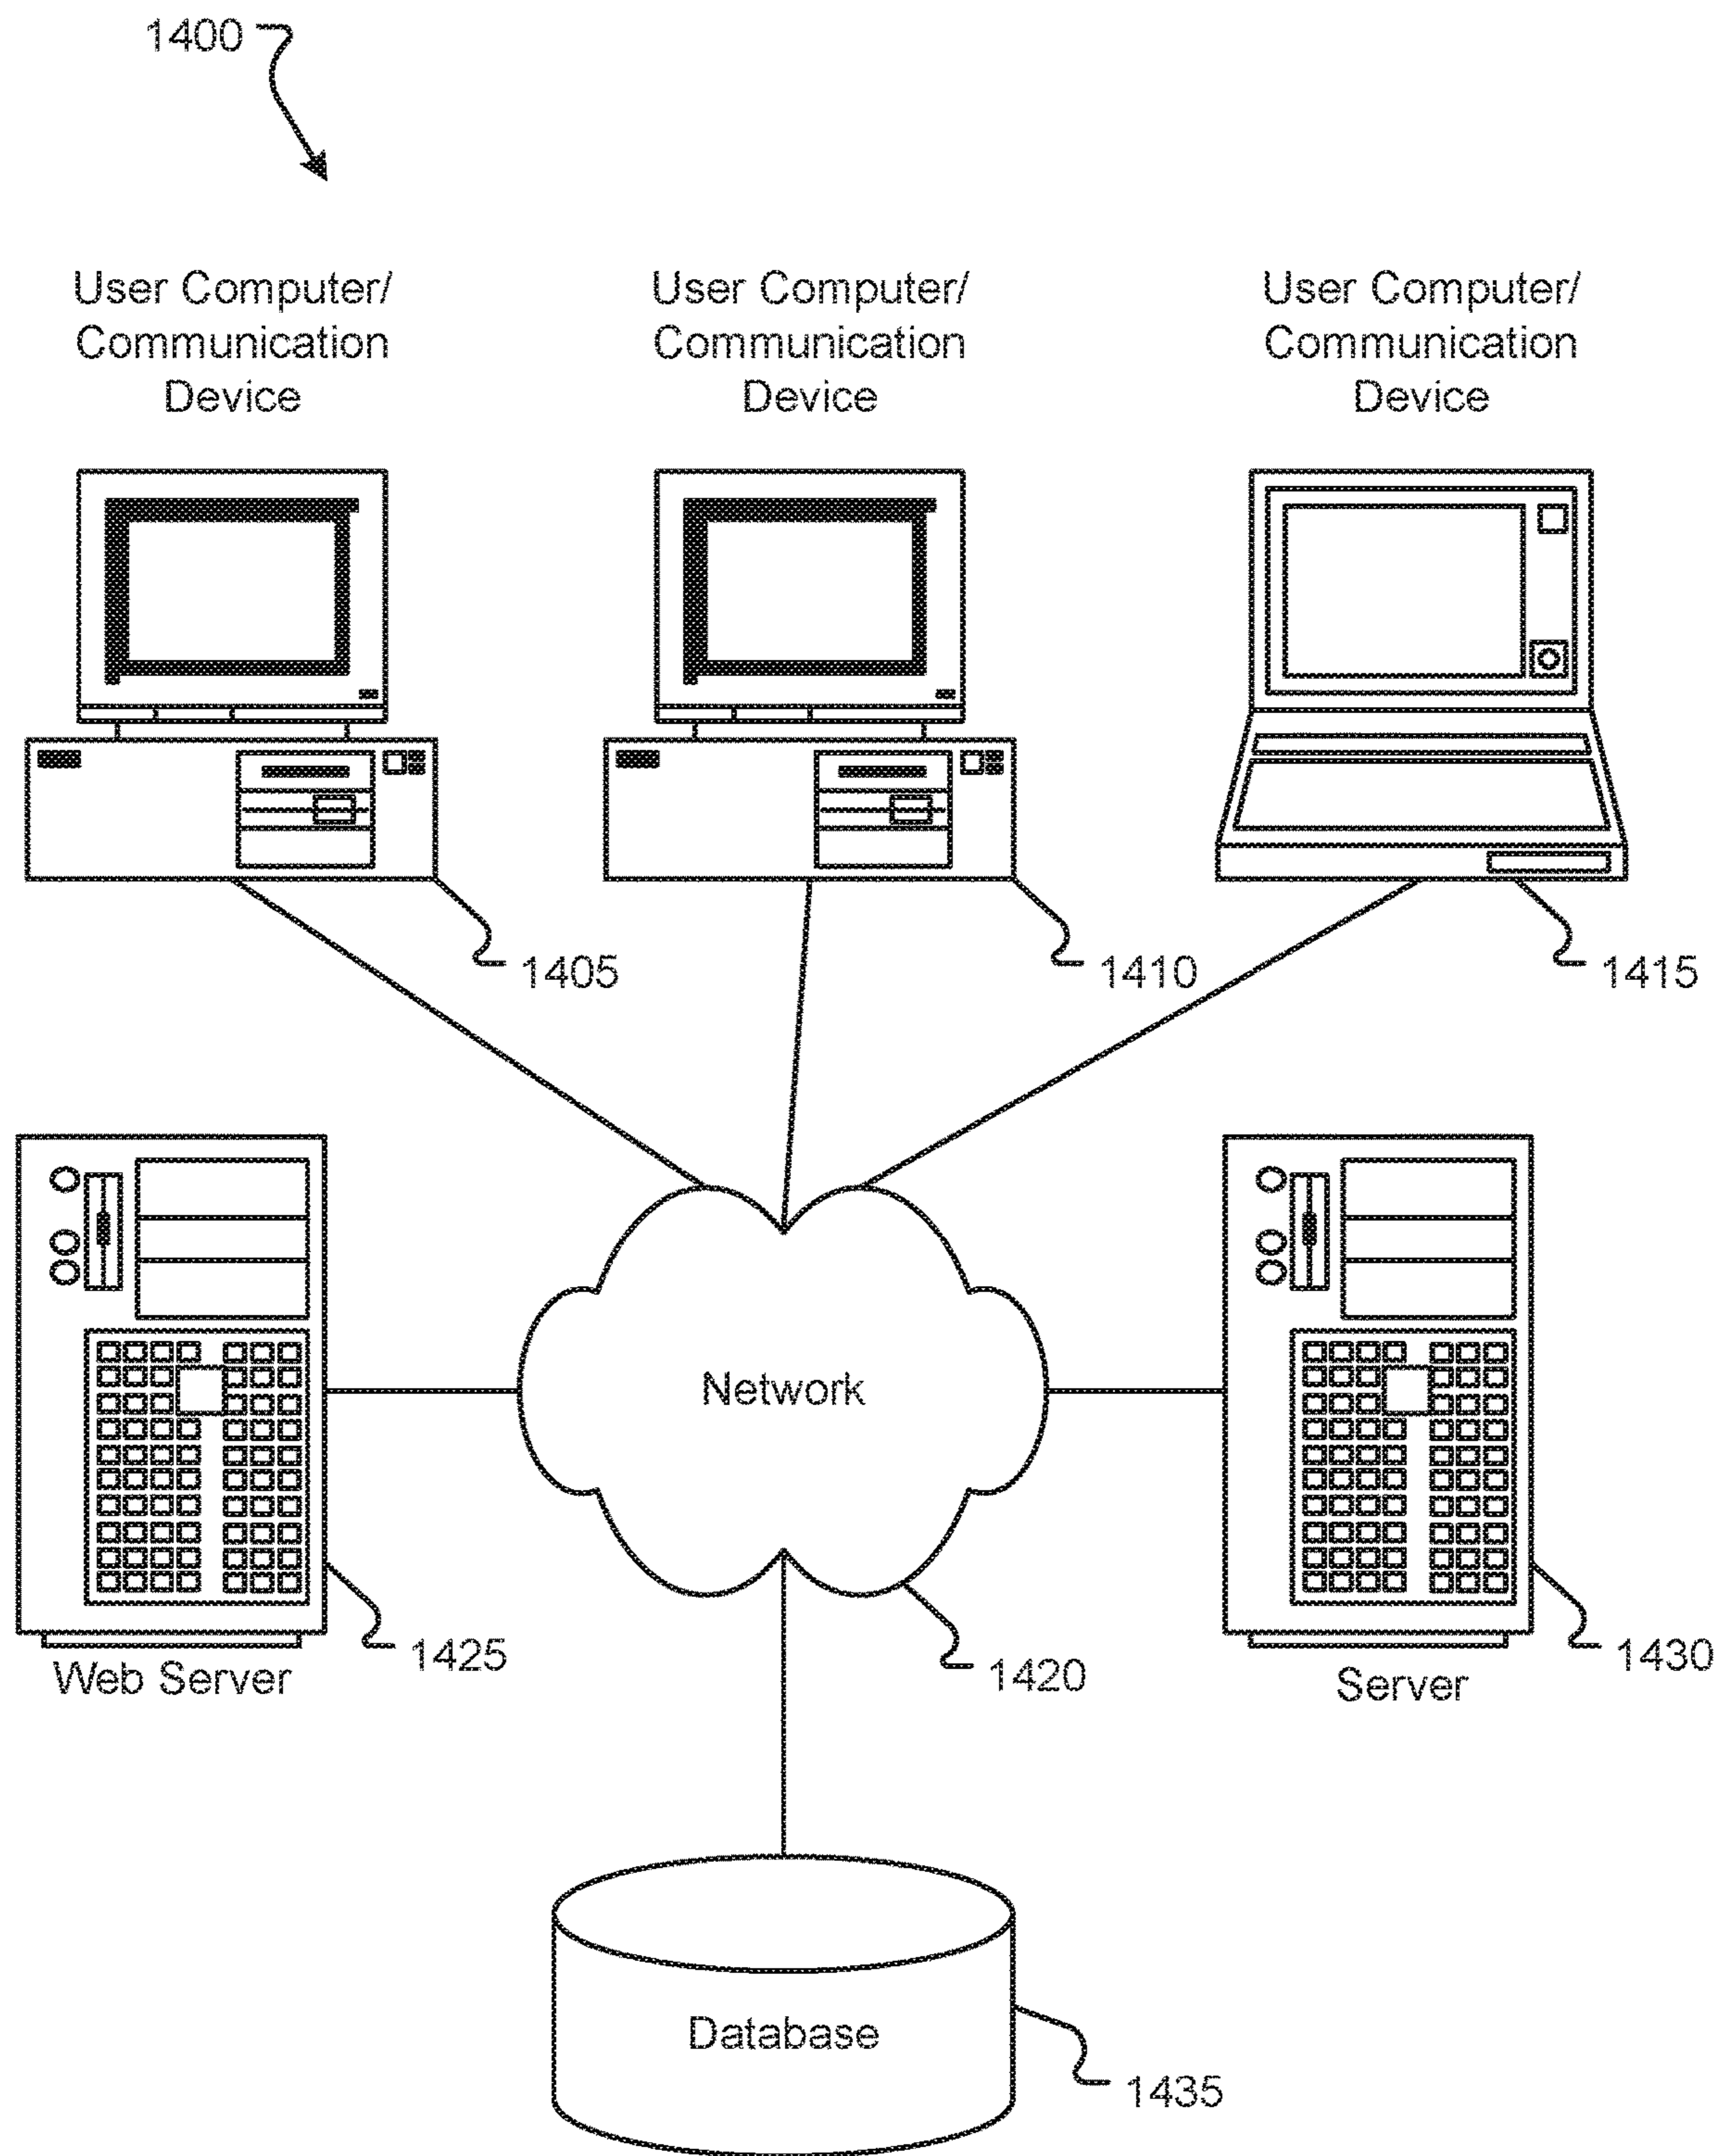 1400
User Computer/
Communication
Device
User Computer/
Communication
Device
User Computer/
Communication
Device
1405
1410
1415
Network
1425
1420
1430
Web Server
Server
Database
1435